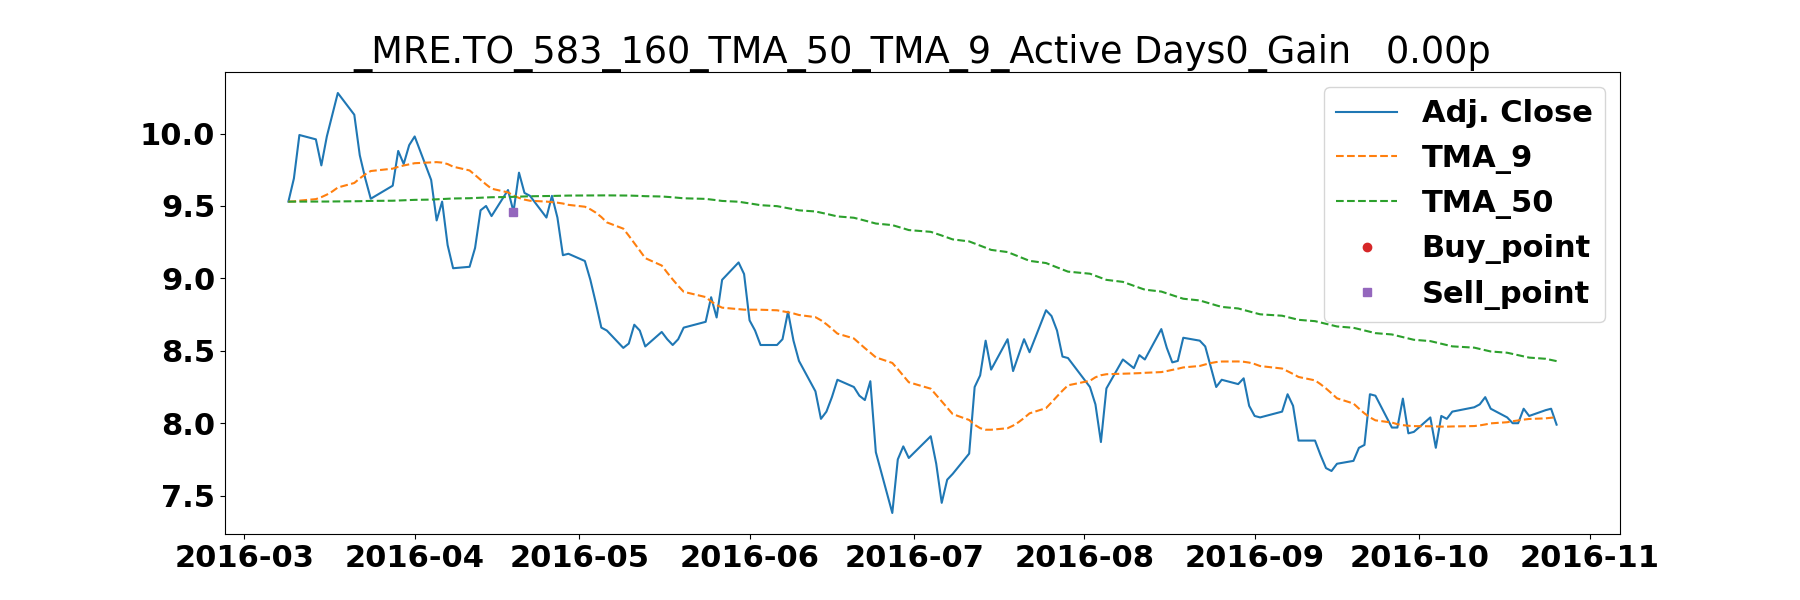 _MRE.TO_583_160_TMA_50_TMA_9_Active Days0_Gain   0.00p
10.0
9.5
9.0
8.5
8.0
7.5
Adj. Close
TMA_9
TMA_50
Buy_point
Sell_point
2016-03 2016-04 2016-05 2016-06 2016-07 2016-08 2016-09 2016-10 2016-11